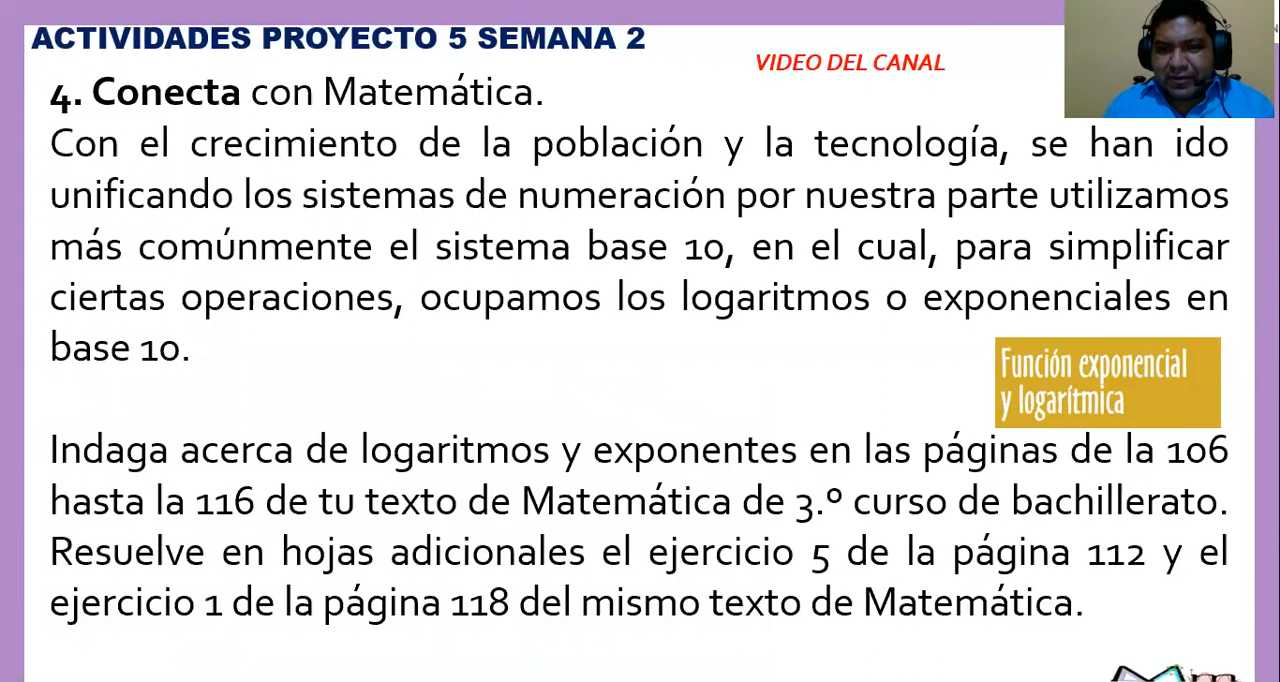 ACTIVIDADES PROYECTO 5 SEMANA 2
VIDEO DEL CANAL
4. Conecta con Matemática.
Con el crecimiento de la población y la tecnología, se han ido
unificando los sistemas de numeración por nuestra parte utilizamos
más comúnmente el sistema base 10, en el cual, para simplificar
ciertas operaciones, ocupamos los logaritmos o exponenciales en
base 10.
Función exponencial
y logarítmica
Indaga acerca de logaritmos y exponentes en las páginas de la 106
hasta la 116 de tu texto de Matemática de 3.º curso de bachillerato.
Resuelve en hojas adicionales el ejercicio 5 de la página 112 y el
ejercicio 1 de la página 118 del mismo texto de Matemática.